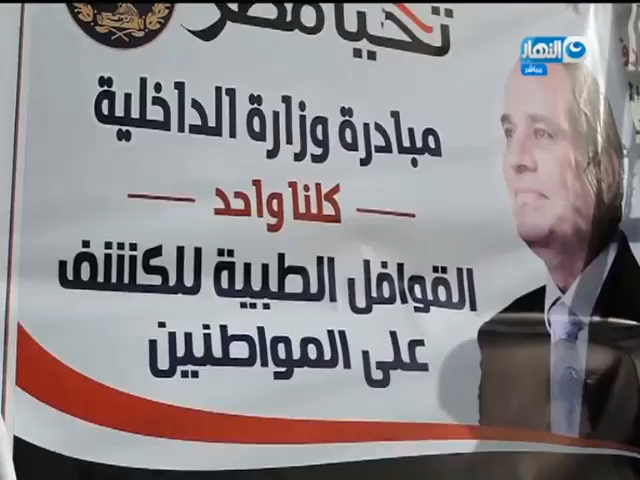 تحيا مصر
النهار
مباشر
مبادرة وزارة الداخلية
كلنا واحد
القوافل الطبية للكشف
على المواطنين